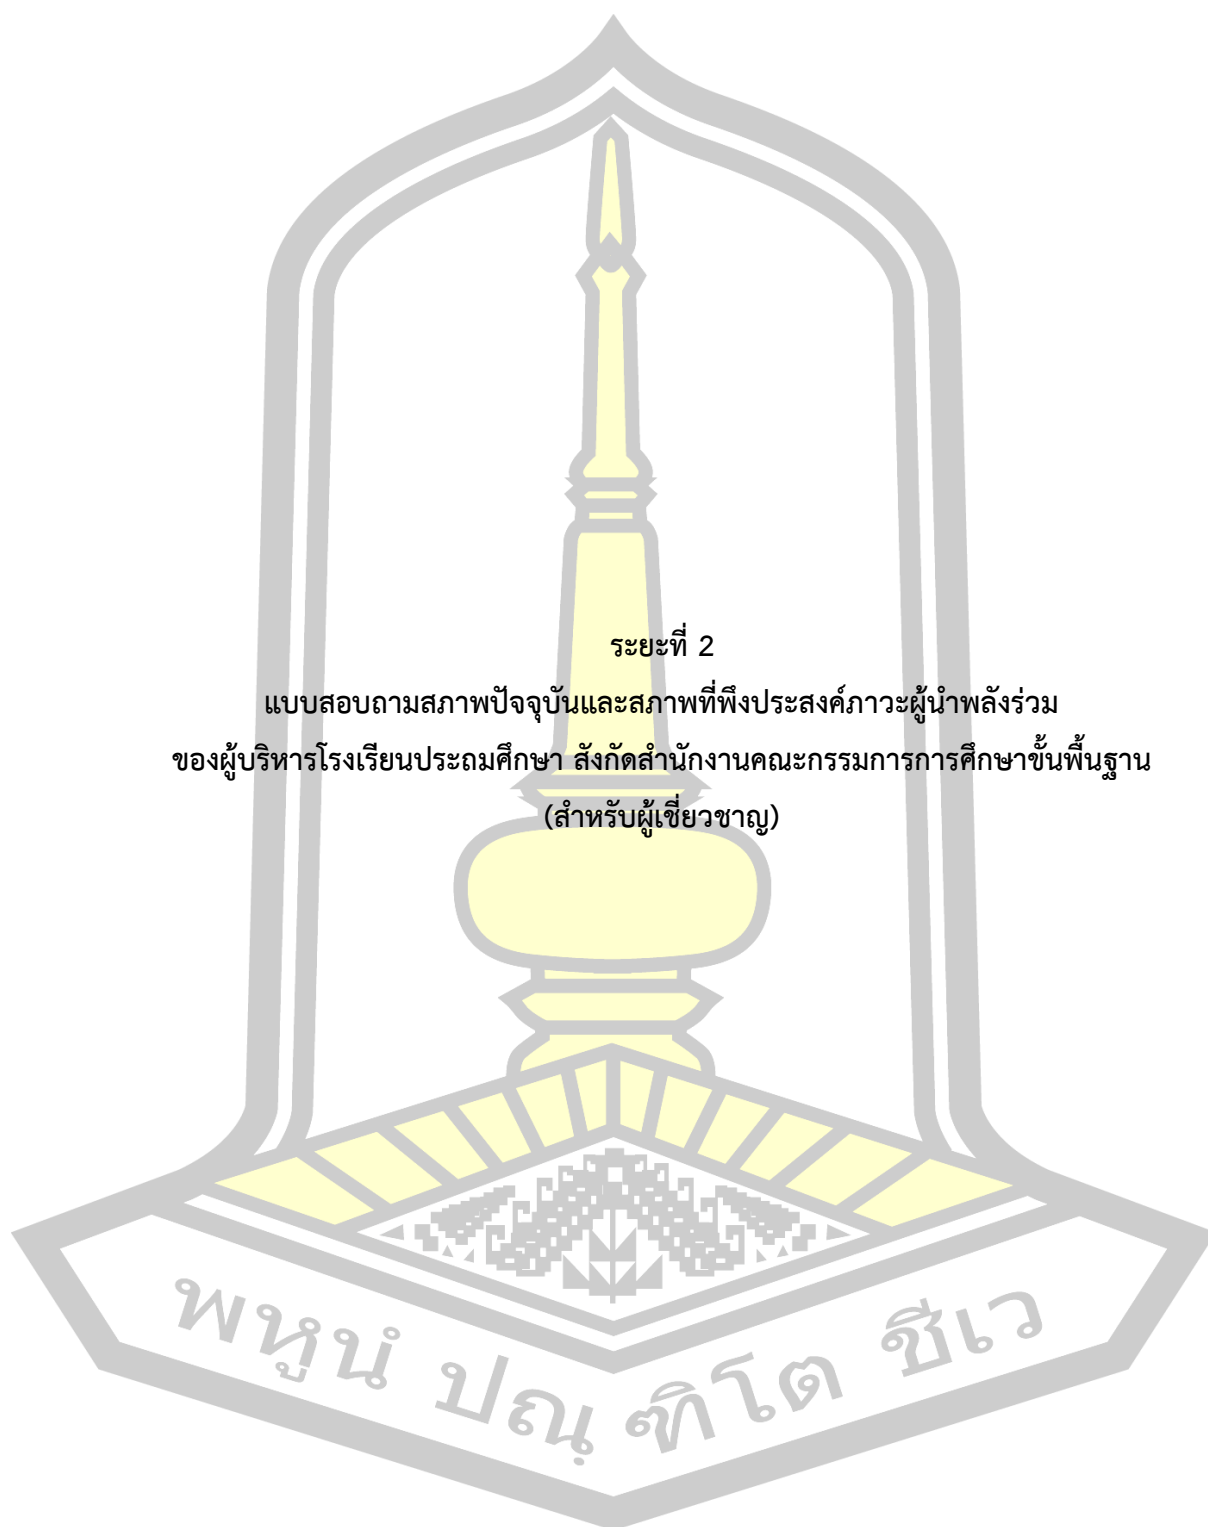 ระยะที่ 2
แบบสอบถามสภาพปัจจุบันและสภาพที่พึงประสงค์ภาวะผู้นำพลังร่วม
ของผู้บริหารโรงเรียนประถมศึกษา สังกัดสำนักงานคณะกรรมการการศึกษาขั้นพื้นฐาน
(สำหรับผู้เชี่ยวชาญ)
พหูนํ ปณฺฑิโต ชีเว